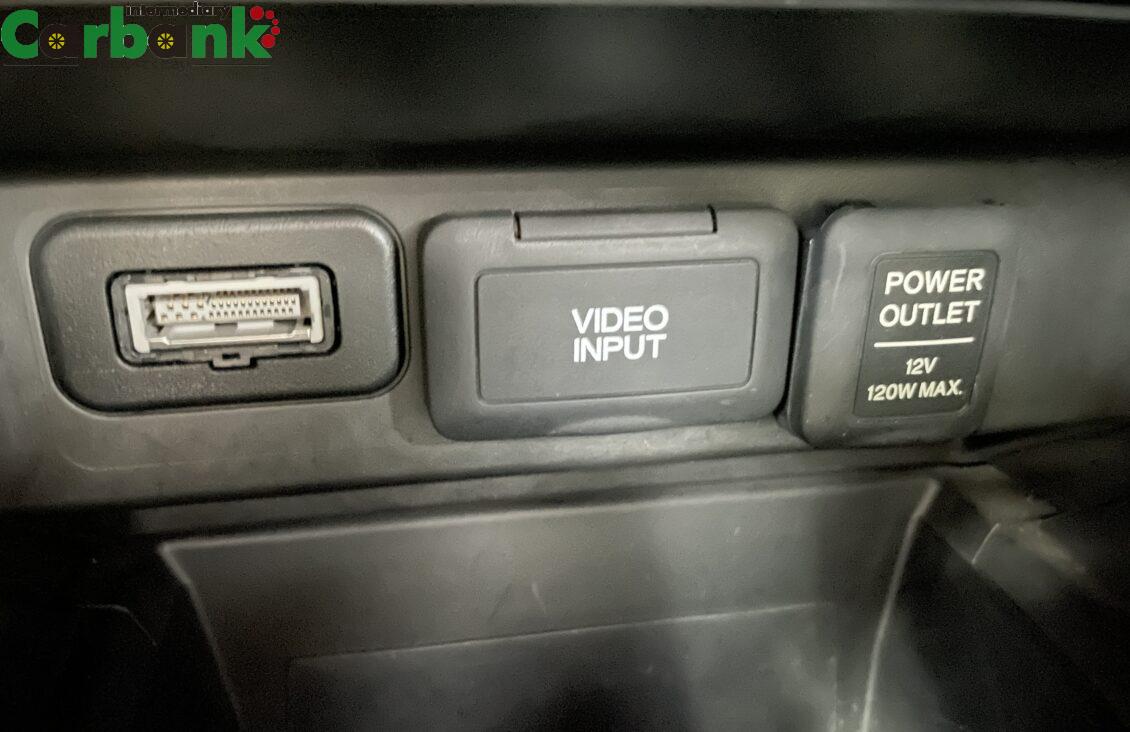 intermediary
Carbank
VIDEO
INPUT
POWER
OUTLET
12V
120W MAX.